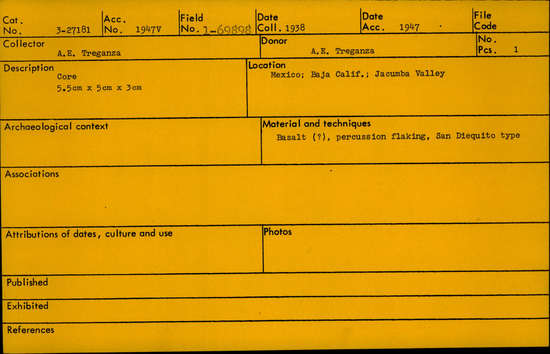 Cat. No. 3-27181 Acc. No. 1947V Field No. 1-69898 Date Coll. 1938 Date Acc. 1947 File Code
Collector A.E. Treganza Donor A.E. Treganza No. Pcs. 1
Description Core
5.5cm x 5cm x 3cm
Location Mexico; Baja Calif.; Jacumba Valley
Archaeological context
Material and techniques
Bazalt (?), percussion flaking, San Diequito type
Associations
Attributions of dates, culture and use
Photos
Published
Exhibited
References